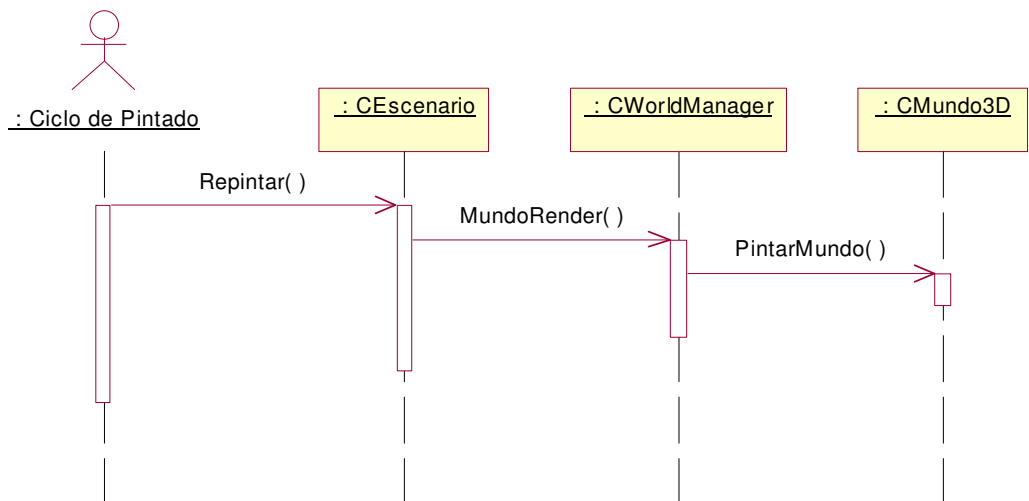 : Ciclo de Pintado
: CEscenario
: CWorldManager
: CMundo3D
Repintar( )
MundoRender( )
PintarMundo( )